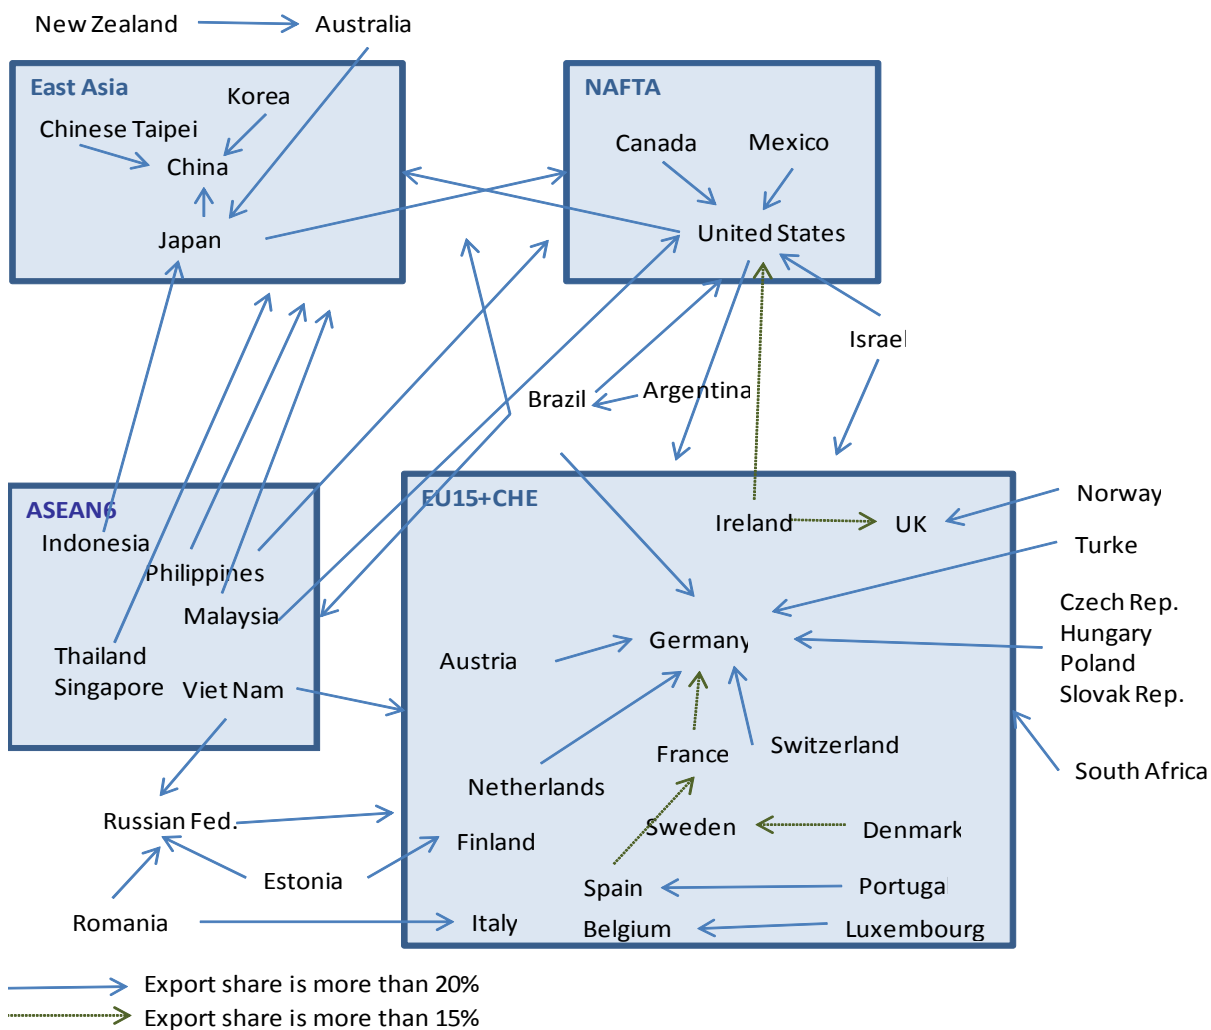 New Zealand
Australia
East Asia
Korea
Chinese Taipei
China
Japan
NAFTA
Canada
Mexico
United States
Israel
Brazil
Argentina
ASEAN6
Indonesia
Philippines
Malaysia
Thailand
Singapore
Viet Nam
EU15+CHE
Ireland
UK
Norway
Turke
Czech Rep.
Hungary
Poland
Slovak Rep.
Germany
Austria
France
Switzerland
Netherlands
South Africa
Russian Fed.
Sweden
Denmark
Finland
Estonia
Spain
Portugal
Romania
Italy
Belgium
Luxembourg
Export share is more than 20%
Export share is more than 15%